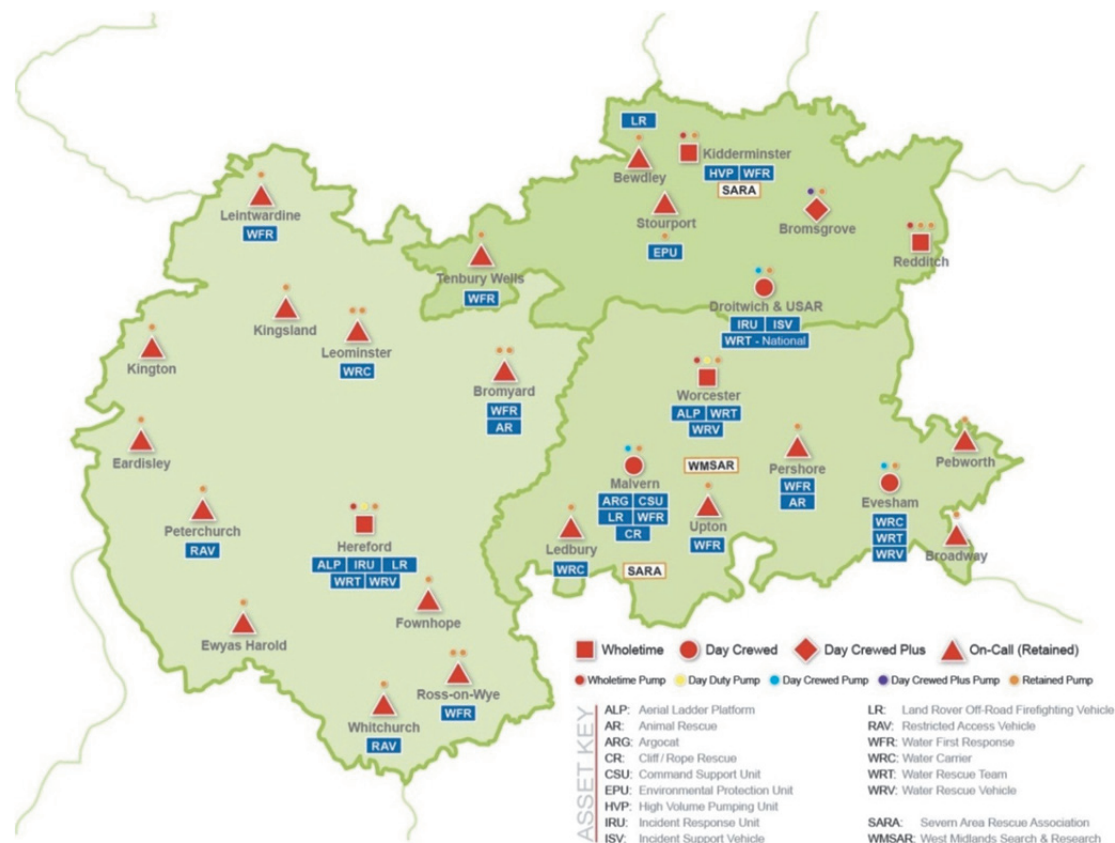 LR
Bewdley
Kidderminster
HVP WFR
SARA
Stourport
EPU
Bromsgrove
Redditch
Leintwardine
WFR
Tenbury Wells
WFR
Droitwich & USAR
IRU ISV
WRT - National
Kingsland
Leominster
WRC
Kington
Bromyard
WFR
AR
Worcester
ALP WRT
WRV
Eardisley
WMSAR
Pershore
WFR
AR
Pebworth
Malvern
ARG CSU
LR WFR
CR
Evesham
WRC
WRT
WRV
Upton
WFR
Peterchurch
RAV
Hereford
ALP IRU LR
WRT WRV
Ledbury
WRC
SARA
Broadway
Fownhope
Ewyas Harold
Ross-on-Wye
WFR
Whitchurch
RAV
Wholetime Day Crewed Day Crewed Plus On-Call (Retained)
Wholetime Pump Day Duty Pump Day Crewed Pump Day Crewed Plus Pump Retained Pump
ASSET KEY
ALP: Aerial Ladder Platform
AR: Animal Rescue
ARG: Argocat
CR: Cliff / Rope Rescue
CSU: Command Support Unit
EPU: Environmental Protection Unit
HVP: High Volume Pumping Unit
IRU: Incident Response Unit
ISV: Incident Support Vehicle
LR: Land Rover Off-Road Firefighting Vehicle
RAV: Restricted Access Vehicle
WFR: Water First Response
WRC: Water Carrier
WRT: Water Rescue Team
WRV: Water Rescue Vehicle
SARA: Severn Area Rescue Association
WMSAR: West Midlands Search & Research